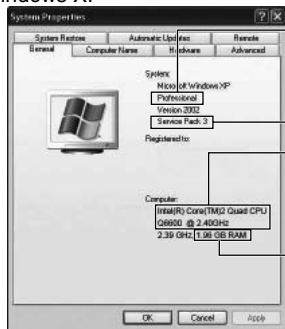 indows XP
System Properties
System Restore Automatic Updates Remote
General Computer Name Hardware Advanced
System:
Microsoft Windows XP
Professional
Version 2002
Service Pack 3
Registered to:
Computer:
Intel(R) Core(TM)2 Quad CPU
Q6600 @ 2.40GHz
2.39 GHz, 1.96 GB RAM
OK Cancel Apply